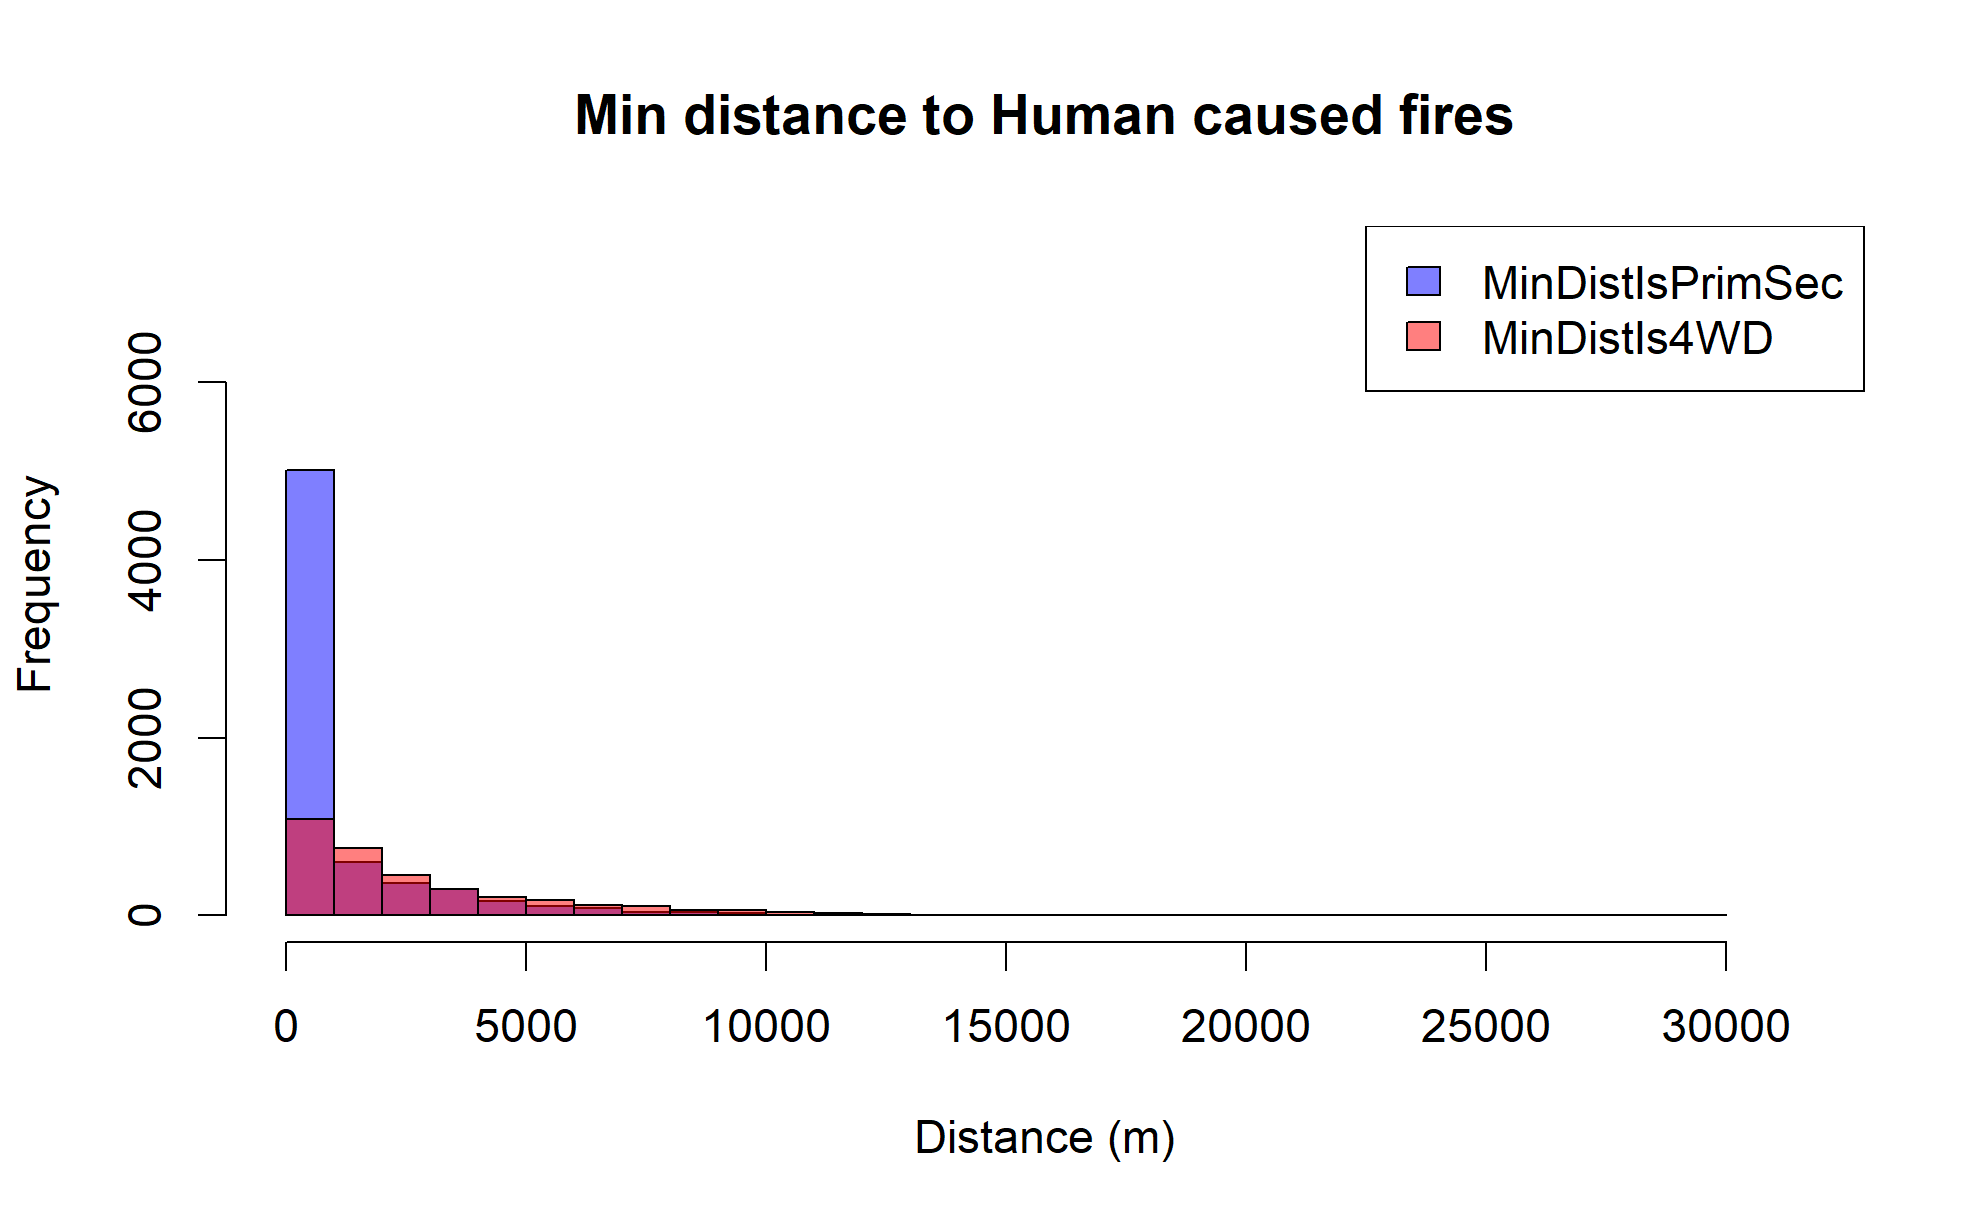 Min distance to Human caused fires
MinDistIsPrimSec
MinDistIs4WD
Frequency
6000
4000
2000
0
0 5000 10000 15000 20000 25000 30000
Distance (m)